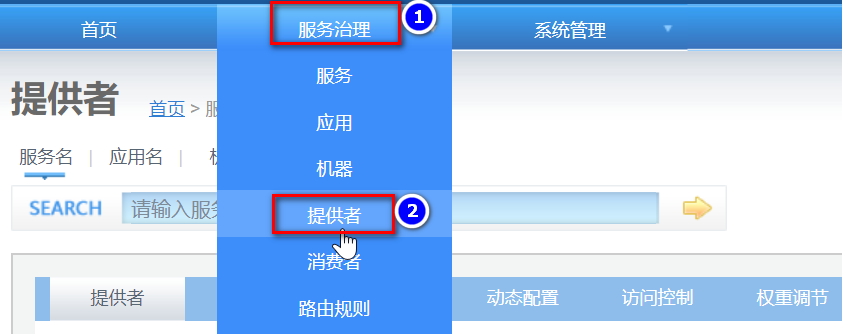 首页 服务治理 1 系统管理
服务
提供者
首页 > 服
应用
服务名 | 应用名 |
机器
SEARCH 请输入服务
提供者 2
消费者
提供者 动态配置 访问控制 权重调节
路由规则